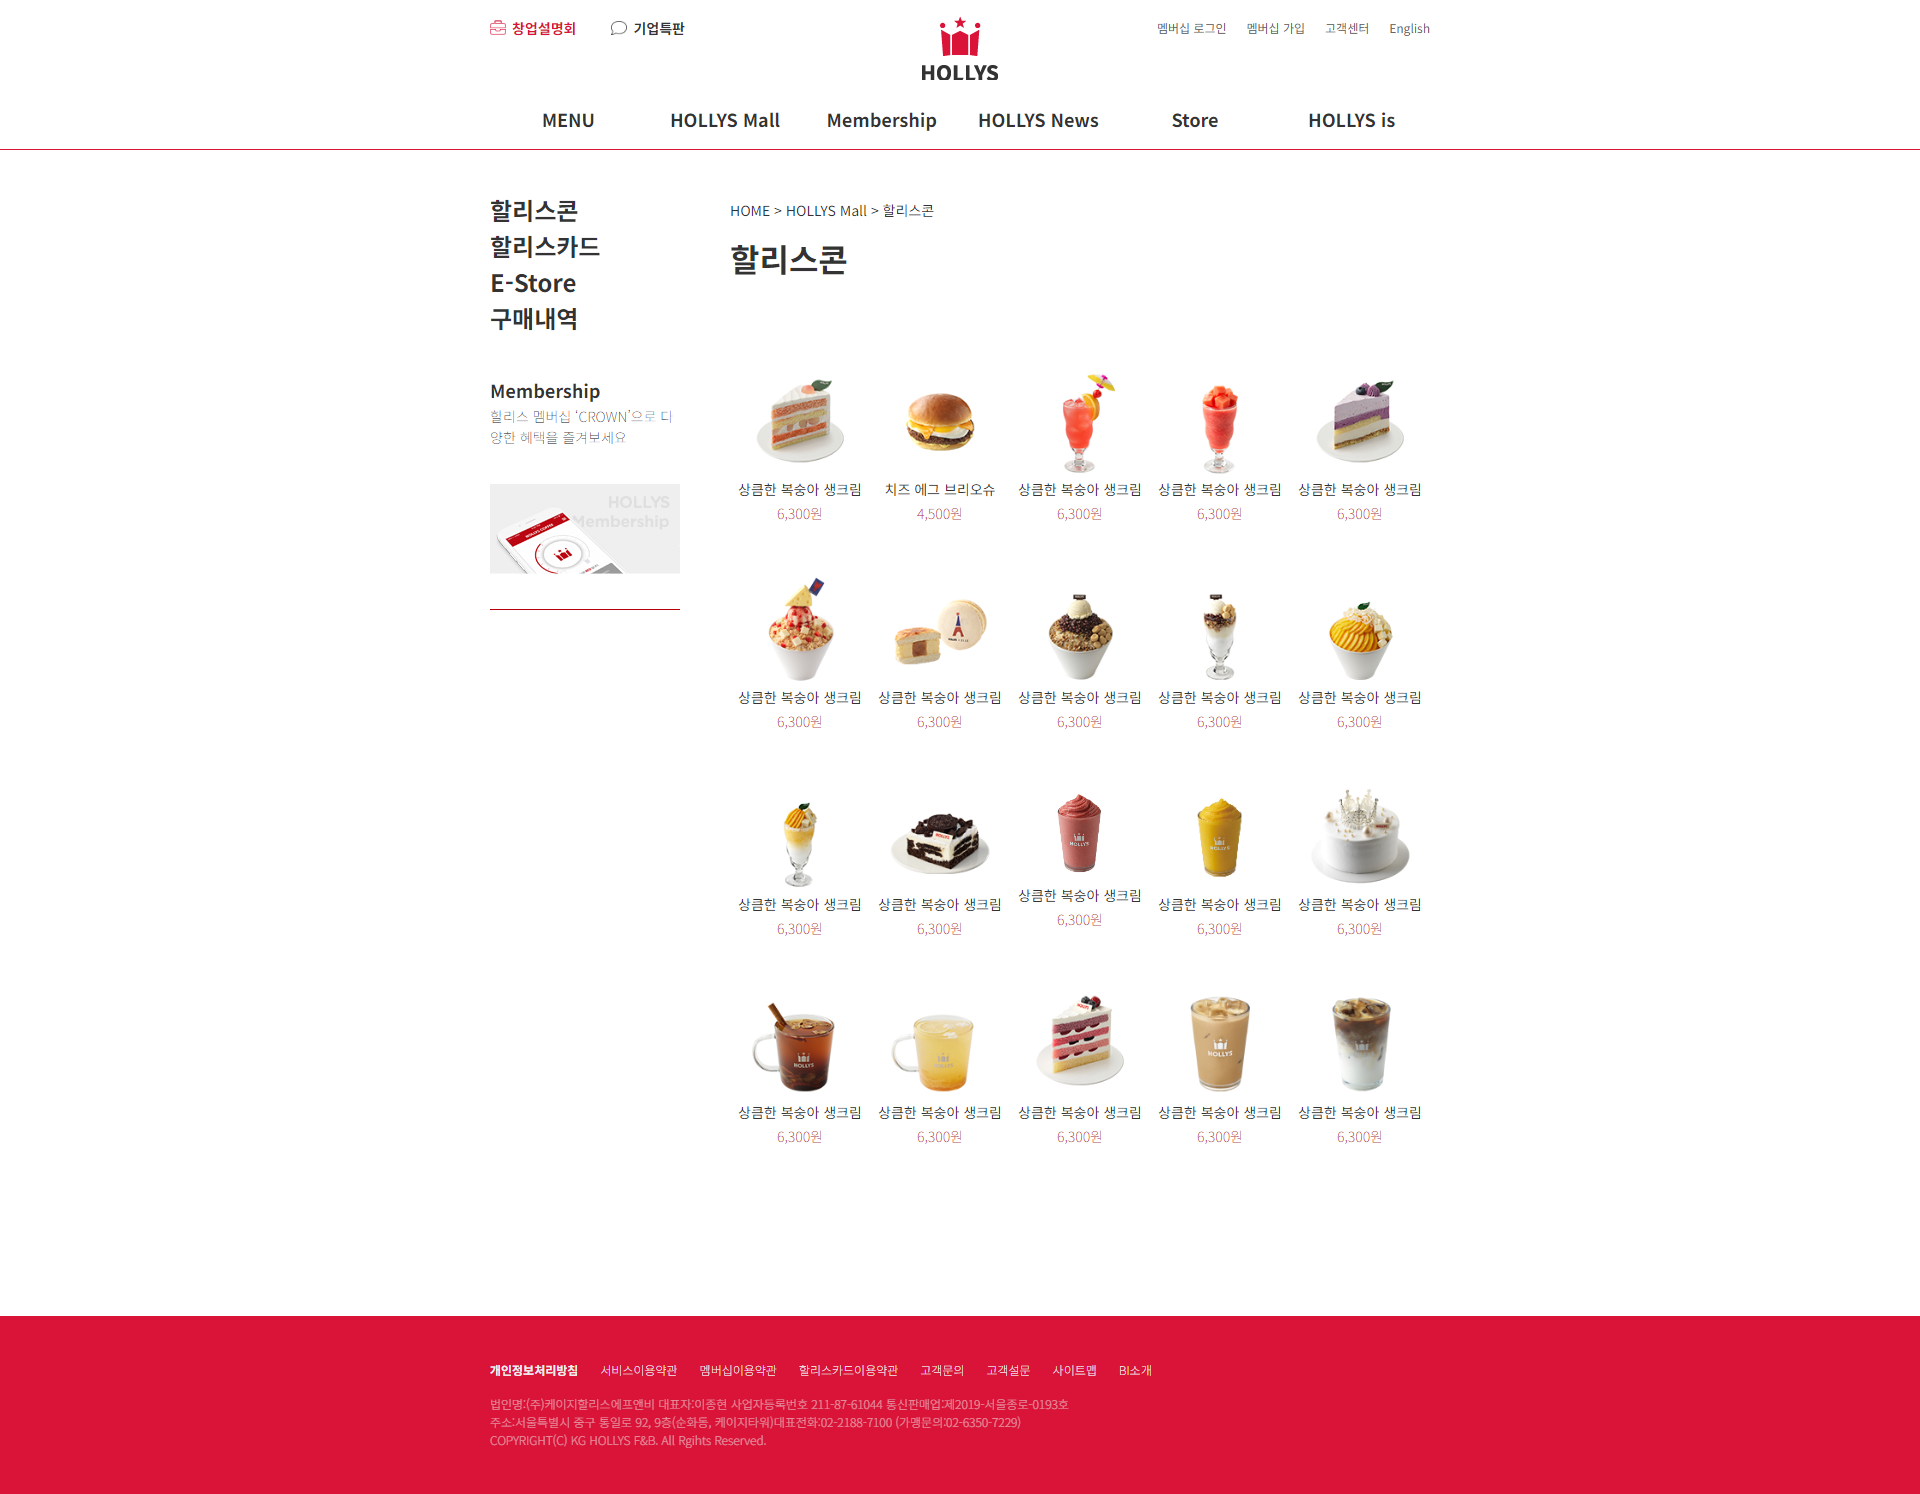 창업설명회 기업특판
HOLLYS
멤버십 로그인 멤버십 가입 고객센터 English
MENU HOLLYS Mall Membership HOLLYS News Store HOLLYS is
할리스콘
할리스카드
E-Store
구매내역
Membership
할리스 멤버십 ‘CROWN’으로 다
양한 혜택을 즐겨보세요
HOLLYS
Membership
HOME > HOLLYS Mall > 할리스콘
할리스콘
상큼한 복숭아 생크림 치즈 에그 브리오슈 상큼한 복숭아 생크림 상큼한 복숭아 생크림 상큼한 복숭아 생크림
6,300원 4,500원 6,300원 6,300원 6,300원
상큼한 복숭아 생크림 상큼한 복숭아 생크림 상큼한 복숭아 생크림 상큼한 복숭아 생크림 상큼한 복숭아 생크림
6,300원 6,300원 6,300원 6,300원 6,300원
상큼한 복숭아 생크림 상큼한 복숭아 생크림 상큼한 복숭아 생크림 상큼한 복숭아 생크림 상큼한 복숭아 생크림
6,300원 6,300원 6,300원 6,300원 6,300원
상큼한 복숭아 생크림 상큼한 복숭아 생크림 상큼한 복숭아 생크림 상큼한 복숭아 생크림 상큼한 복숭아 생크림
6,300원 6,300원 6,300원 6,300원 6,300원
개인정보처리방침 서비스이용약관 멤버십이용약관 할리스카드이용약관 고객문의 고객설문 사이트맵 BI소개
법인명:(주)케이지할리스에프앤비 대표자:이종현 사업자등록번호 211-87-61044 통신판매업:제2019-서울종로-0193호
주소:서울특별시 중구 통일로 92, 9층(순화동, 케이지타워)대표전화:02-2188-7100 (가맹문의:02-6350-7229)
COPYRIGHT(C) KG HOLLYS F&B. All Rgihts Reserved.